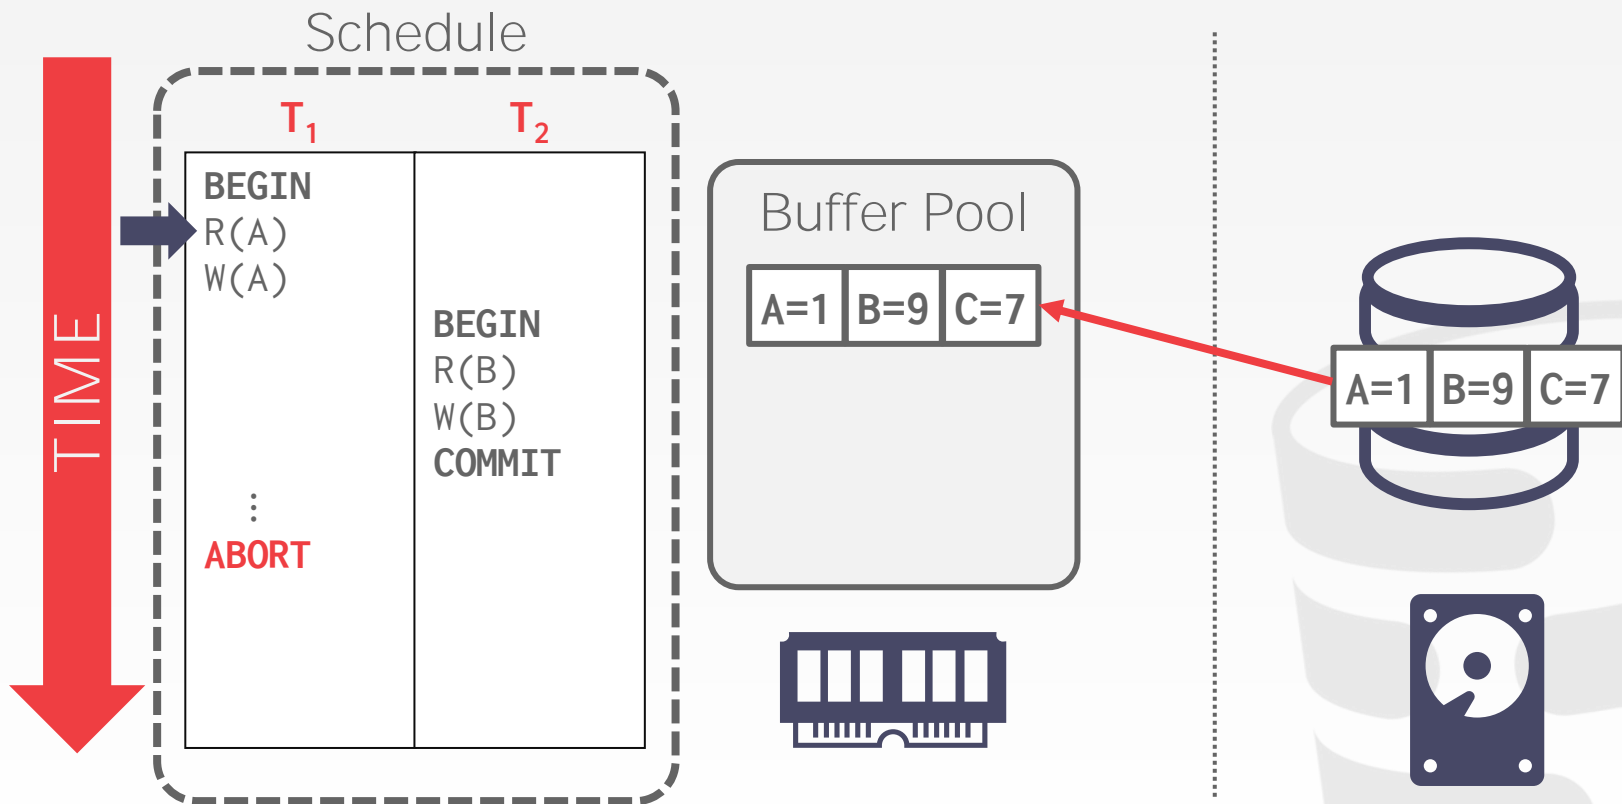 Schedule
TIME
T1
T2
BEGIN
R(A)
W(A)
⋮
ABORT
BEGIN
R(B)
W(B)
COMMIT
Buffer Pool
A=1 B=9 C=7
A=1 B=9 C=7